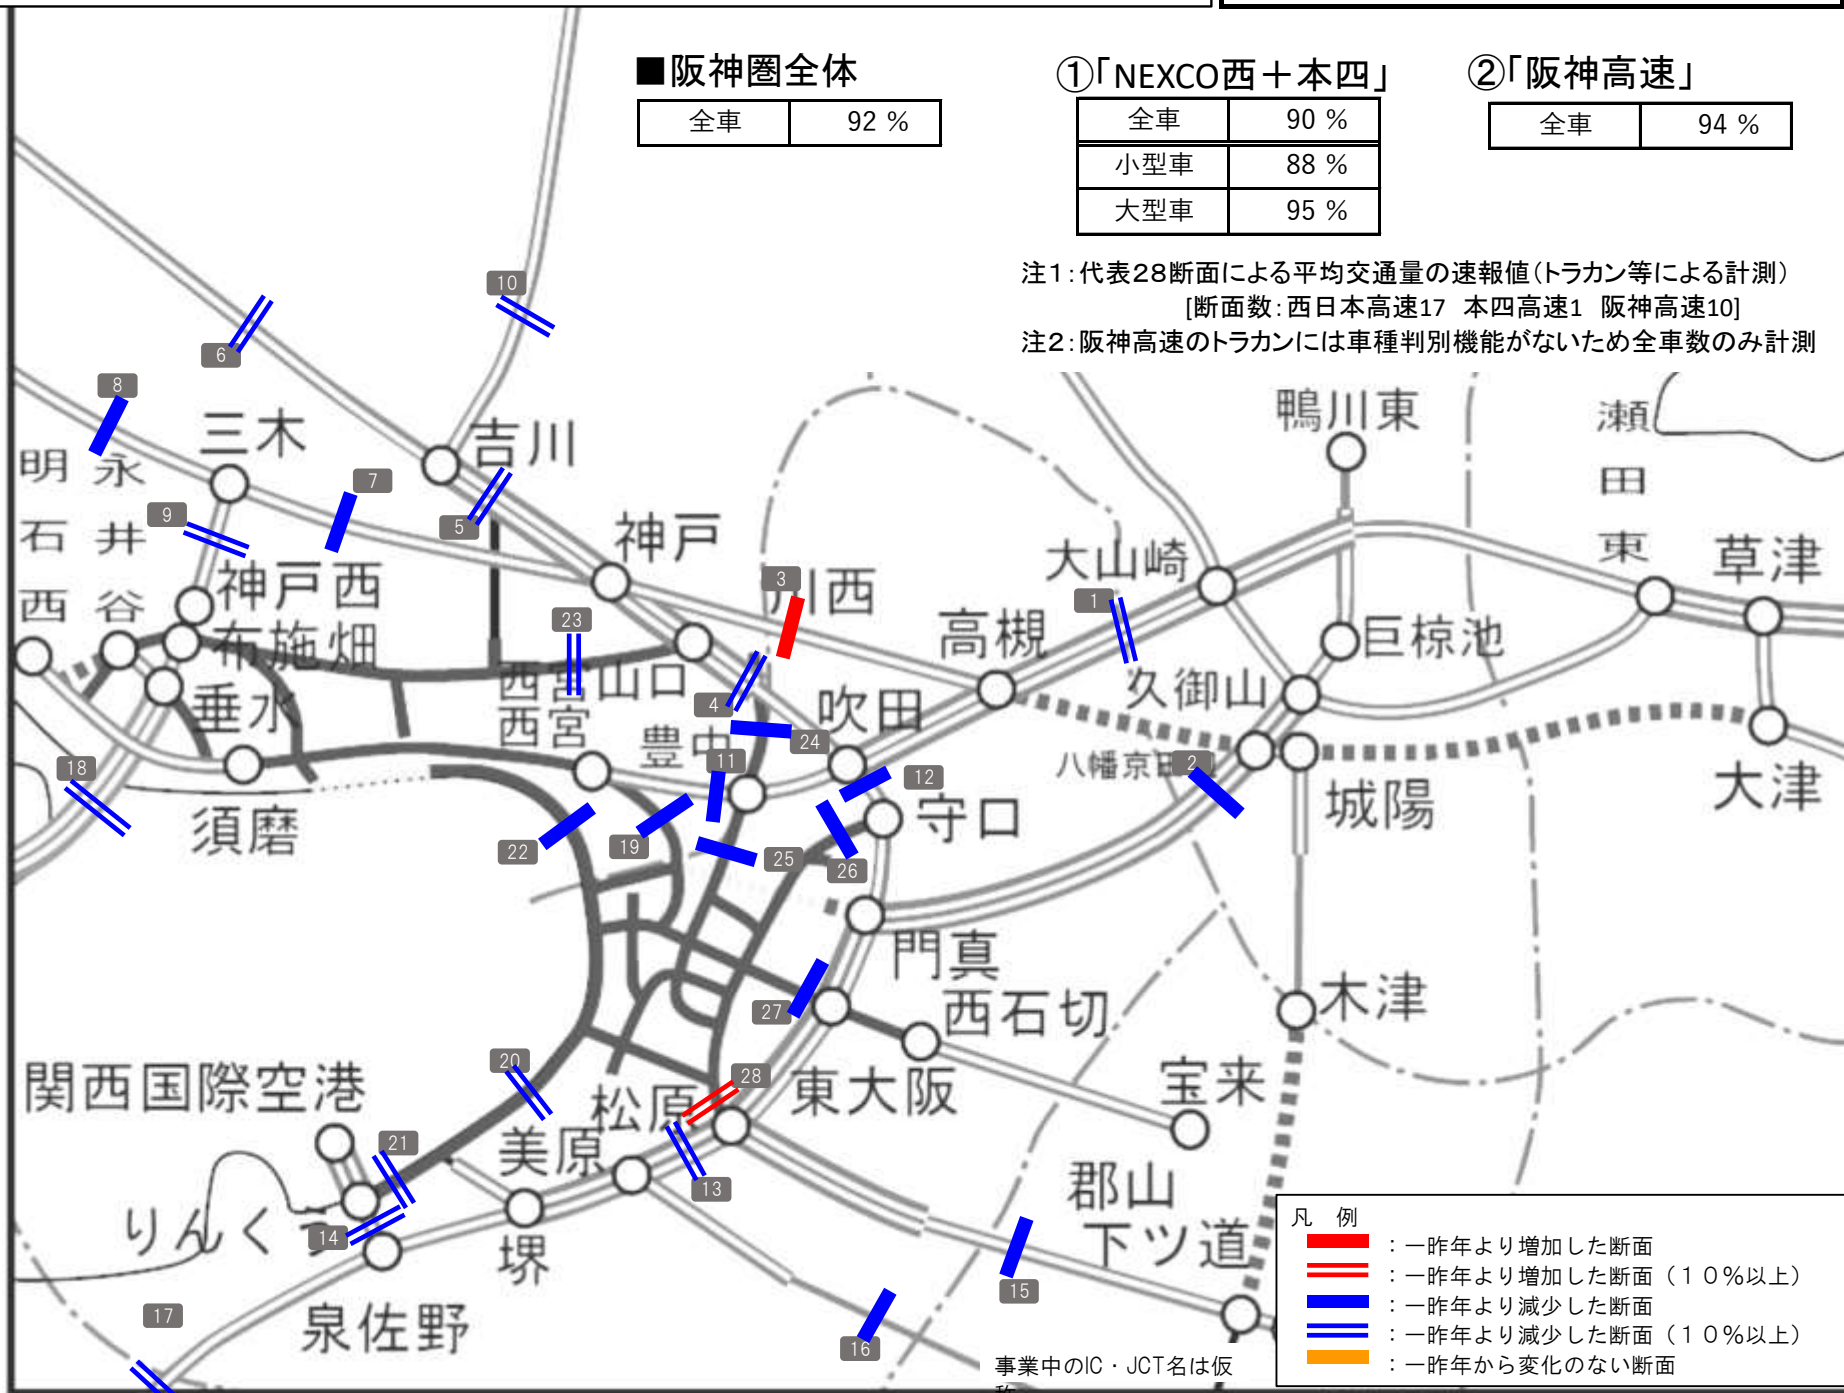 ■阪神圏全体
全車 92 %
①「NEXCO西＋本四」
全車 90 %
小型車 88 %
大型車 95 %
②「阪神高速」
全車 94 %
注1：代表28断面による平均交通量の速報値（トラカン等による計測）
[断面数：西日本高速17 本四高速1 阪神高速10]
注2：阪神高速のトラカンには車種判別機能がないため全車数のみ計測
10
6
8
三木
吉川
鴨川東
瀬田東
明石西
永井谷
7
9
5
神戸
大山崎
草津
神戸西
3
川西
1
布施畑
23
高槻
巨椋池
西宮山口
久御山
垂水
4
吹田
西宮
豊中
24
八幡京田
2
18
11
12
大津
須磨
守口
城陽
22
19
25
26
門真
27
西石切
木津
20
関西国際空港
松原
28
東大阪
宝来
21
美原
13
郡山下ツ道
りんくう
14
堺
15
17
泉佐野
16
事業中のIC・JCT名は仮
称
凡 例
：一昨年より増加した断面
：一昨年より増加した断面（１０％以上）
：一昨年より減少した断面
：一昨年より減少した断面（１０％以上）
：一昨年から変化のない断面